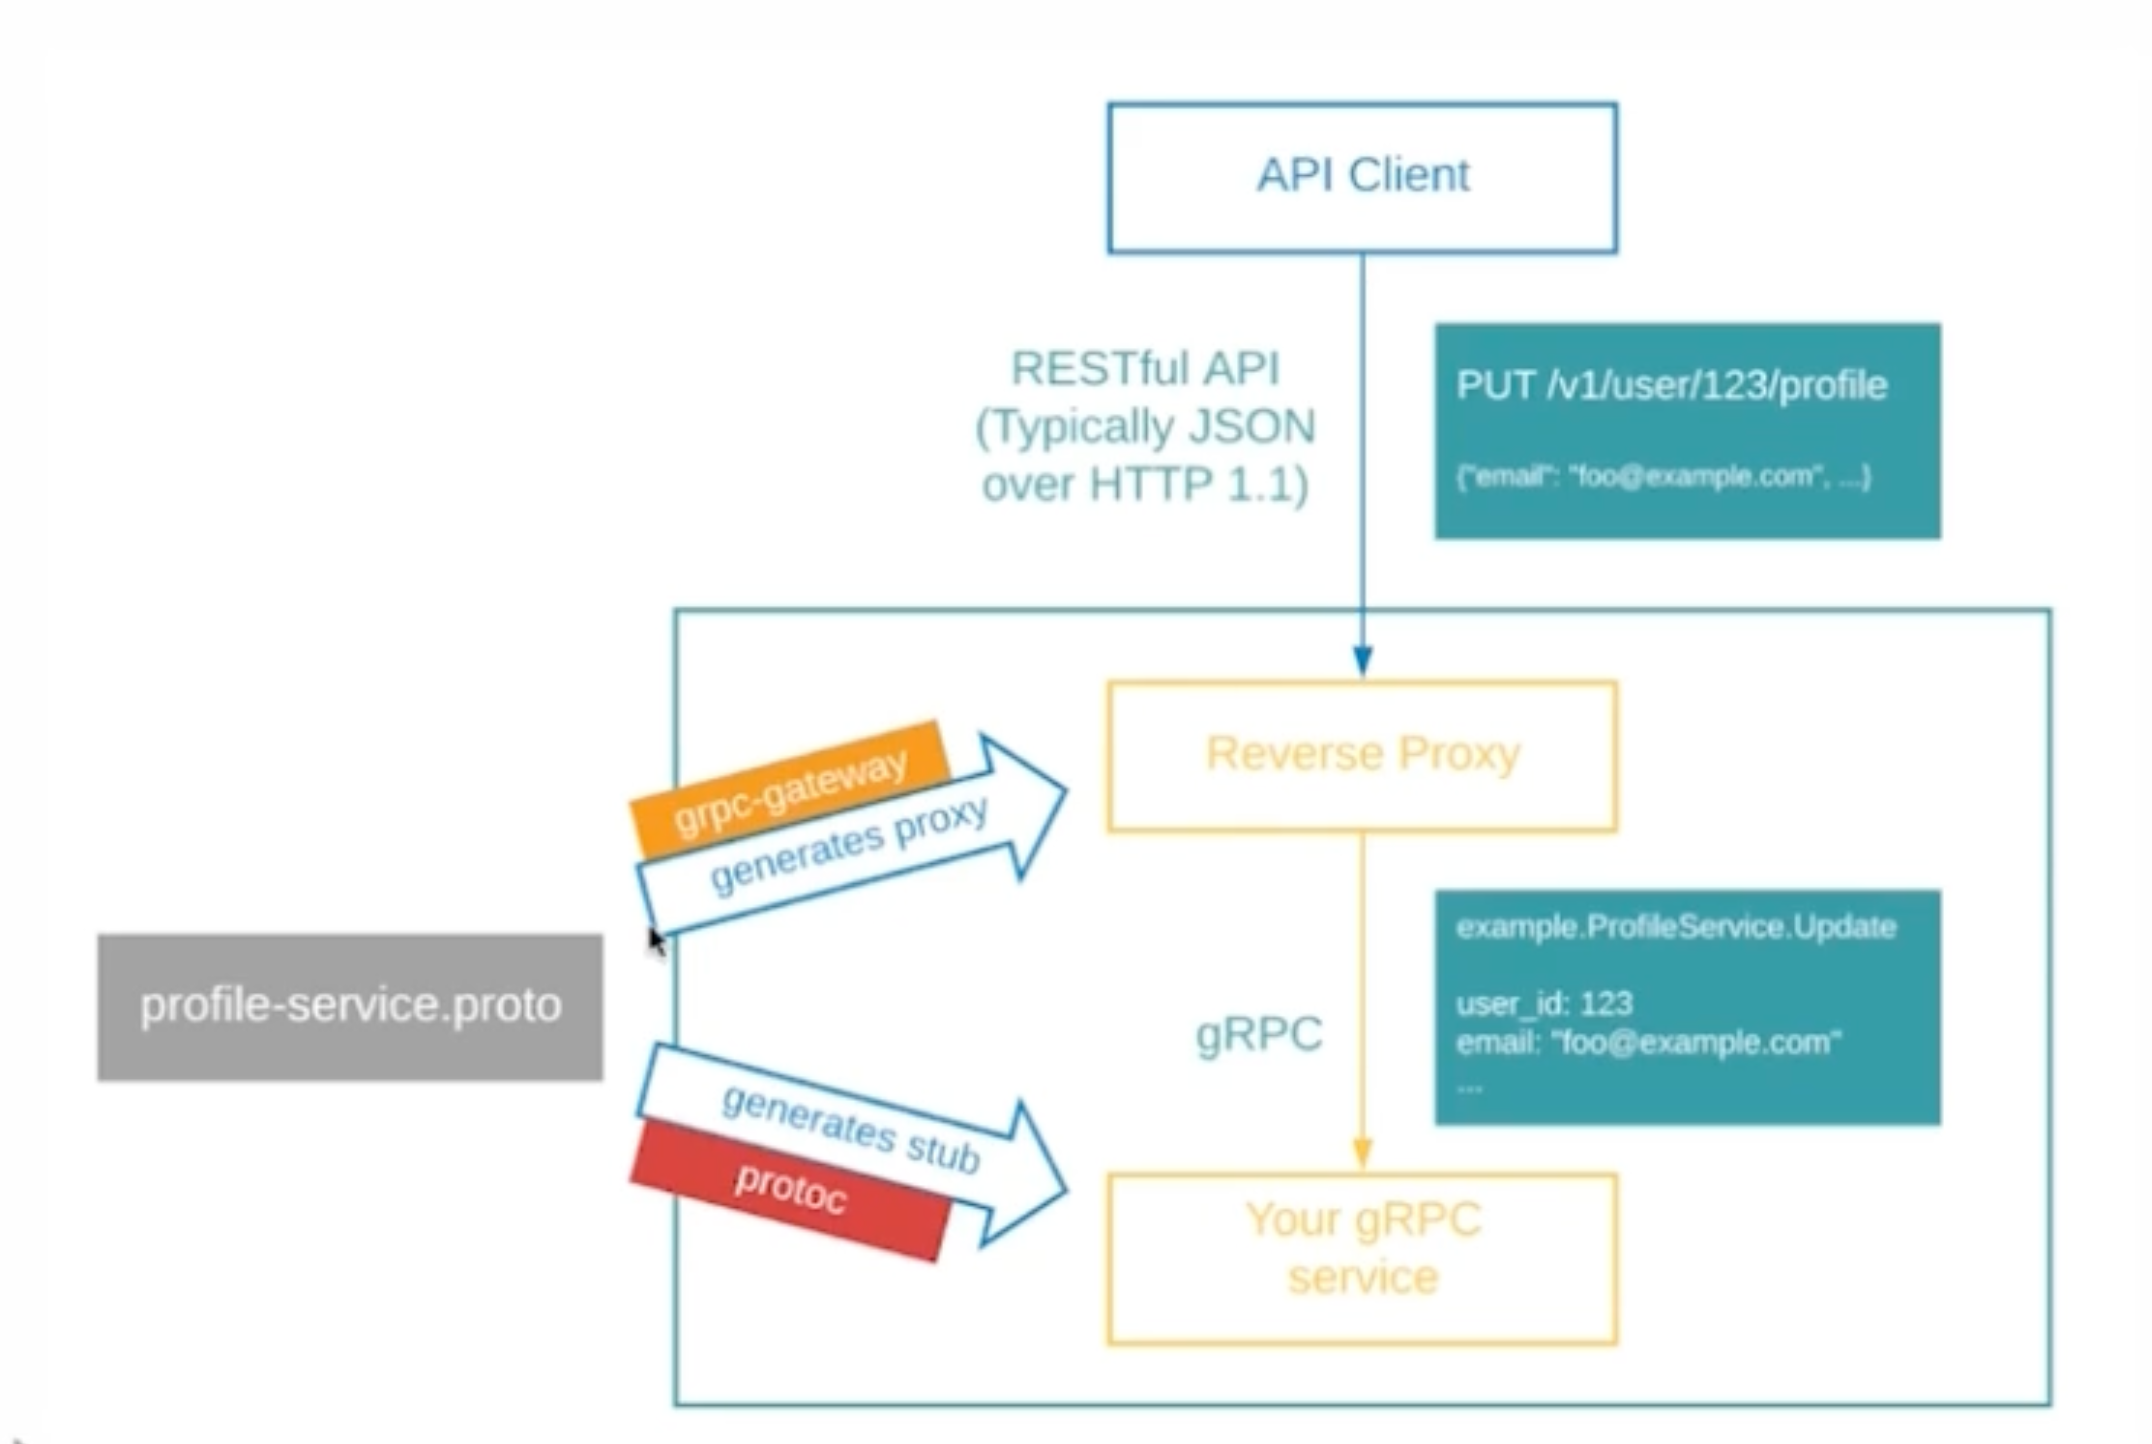 API Client
RESTful API
(Typically JSON
over HTTP 1.1)
PUT /v1/user/123/profile
{"email": "foo@example.com", ...}
Reverse Proxy
grpc-gateway
generates proxy
profile-service.proto
generates stub
protoc
gRPC
example.ProfileService.Update
user_id: 123
email: "foo@example.com"
...
Your gRPC
service